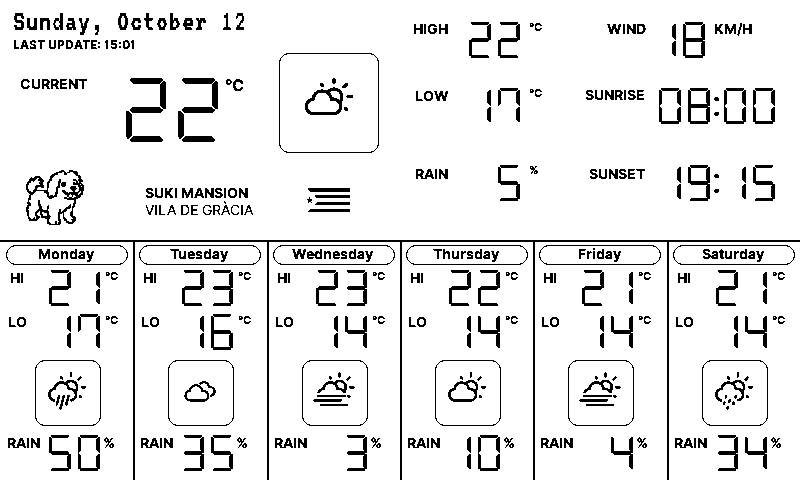 Sunday, October 12
LAST UPDATE: 15:01
CURRENT 22 °C
HIGH 22 °C
WIND 18 KM/H
LOW 17 °C
SUNRISE 08:00
RAIN 5 %
SUNSET 19:15
SUKI MANSION
VILA DE GRÀCIA
Monday
HI 21 °C
LO 17 °C
RAIN 50 %
Tuesday
HI 23 °C
LO 16 °C
RAIN 35 %
Wednesday
HI 23 °C
LO 14 °C
RAIN 3 %
Thursday
HI 22 °C
LO 14 °C
RAIN 10 %
Friday
HI 21 °C
LO 14 °C
RAIN 4 %
Saturday
HI 21 °C
LO 14 °C
RAIN 34 %